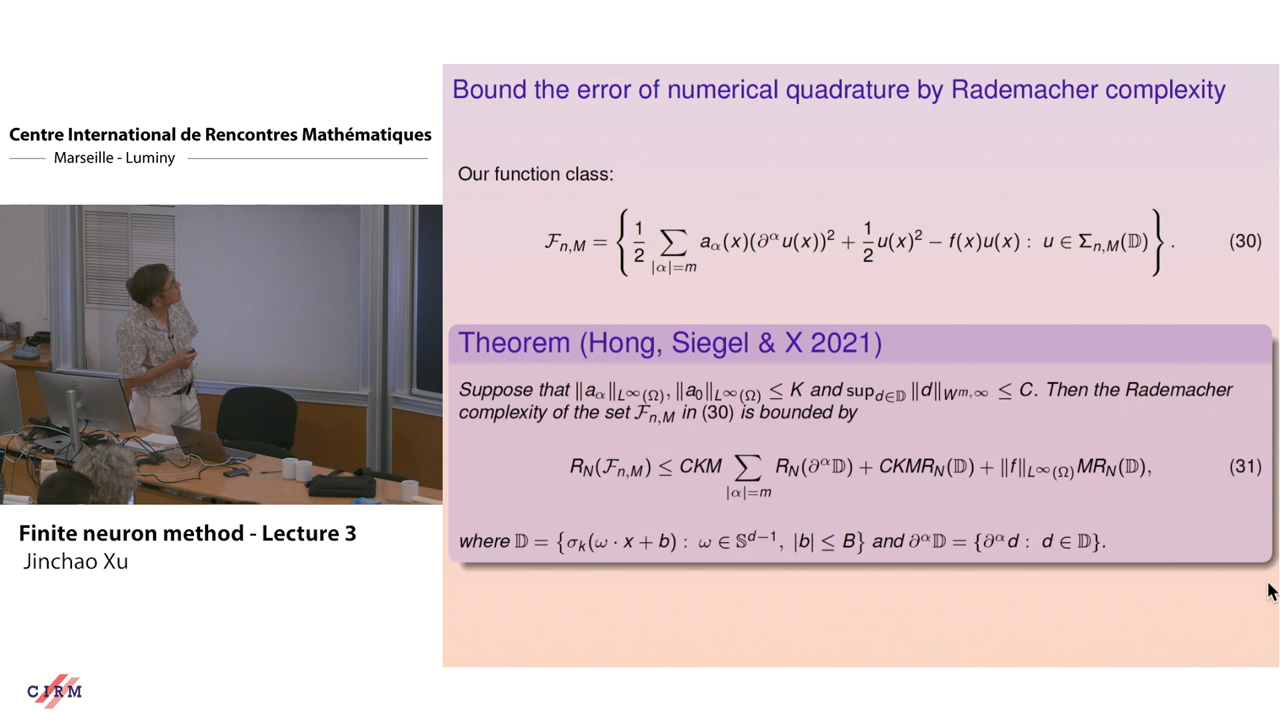 Centre International de Rencontres Mathématiques
Marseille - Luminy
Finite neuron method - Lecture 3
Jinchao Xu
CIRM
Bound the error of numerical quadrature by Rademacher complexity
Our function class:
$\mathcal{F}_{n,M} = \left\{ \frac{1}{2} \sum_{|\alpha|=m} a_\alpha(x)(\partial^\alpha u(x))^2 + \frac{1}{2} u(x)^2 - f(x)u(x) : u \in \Sigma_{n,M}(\mathbb{D}) \right\}.$ (30)
Theorem (Hong, Siegel & X 2021)
Suppose that $\|a_\alpha\|_{L^\infty(\Omega)}, \|a_0\|_{L^\infty(\Omega)} \leq K$ and $\sup_{d \in \mathbb{D}} \|d\|_{W^{m,\infty}} \leq C$. Then the Rademacher
complexity of the set $\mathcal{F}_{n,M}$ in (30) is bounded by
$R_N(\mathcal{F}_{n,M}) \leq CKM \sum_{|\alpha|=m} R_N(\partial^\alpha \mathbb{D}) + CKMR_N(\mathbb{D}) + \|f\|_{L^\infty(\Omega)} MR_N(\mathbb{D}),$ (31)
where $\mathbb{D} = \{\sigma_k(\omega \cdot x + b) : \omega \in \mathbb{S}^{d-1}, |b| \leq B\}$ and $\partial^\alpha \mathbb{D} = \{\partial^\alpha d : d \in \mathbb{D}\}.$